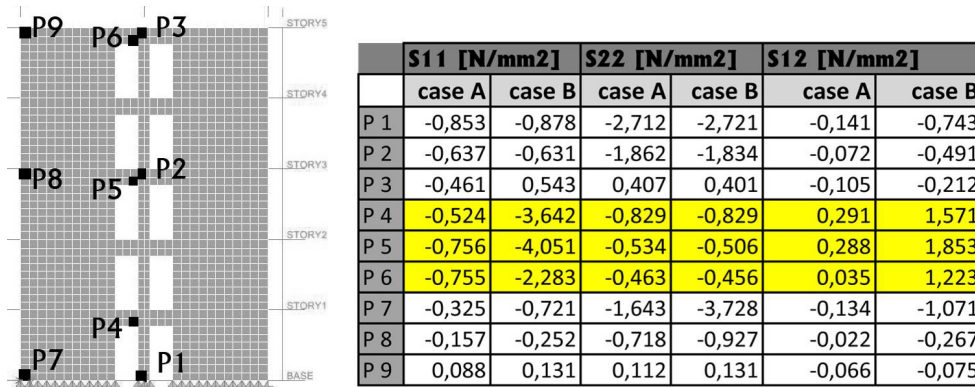 P9
P6
P3
STORY5
STORY4
P8
P5
P2
STORY3
STORY2
STORY1
P4
P7
P1
BASE
S11 [N/mm2] S22 [N/mm2] S12 [N/mm2]
case A case B case A case B case A case B
P 1 -0,853 -0,878 -2,712 -2,721 -0,141 -0,743
P 2 -0,637 -0,631 -1,862 -1,834 -0,072 -0,491
P 3 -0,461 0,543 0,407 0,401 -0,105 -0,212
P 4 -0,524 -3,642 -0,829 -0,829 0,291 1,571
P 5 -0,756 -4,051 -0,534 -0,506 0,288 1,853
P 6 -0,755 -2,283 -0,463 -0,456 0,035 1,223
P 7 -0,325 -0,721 -1,643 -3,728 -0,134 -1,071
P 8 -0,157 -0,252 -0,718 -0,927 -0,022 -0,267
P 9 0,088 0,131 0,112 0,131 -0,066 -0,075